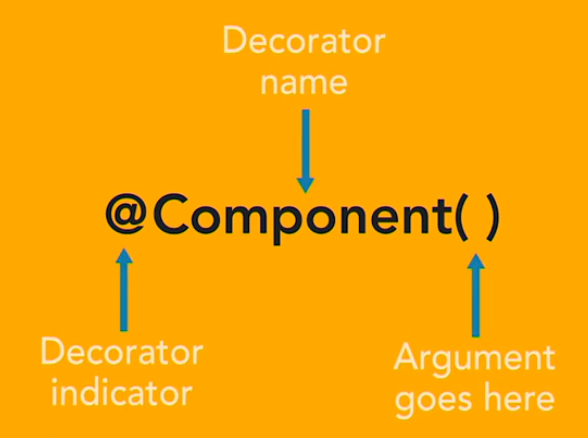 Decorator
name
@Component( )
Decorator
indicator
Argument
goes here